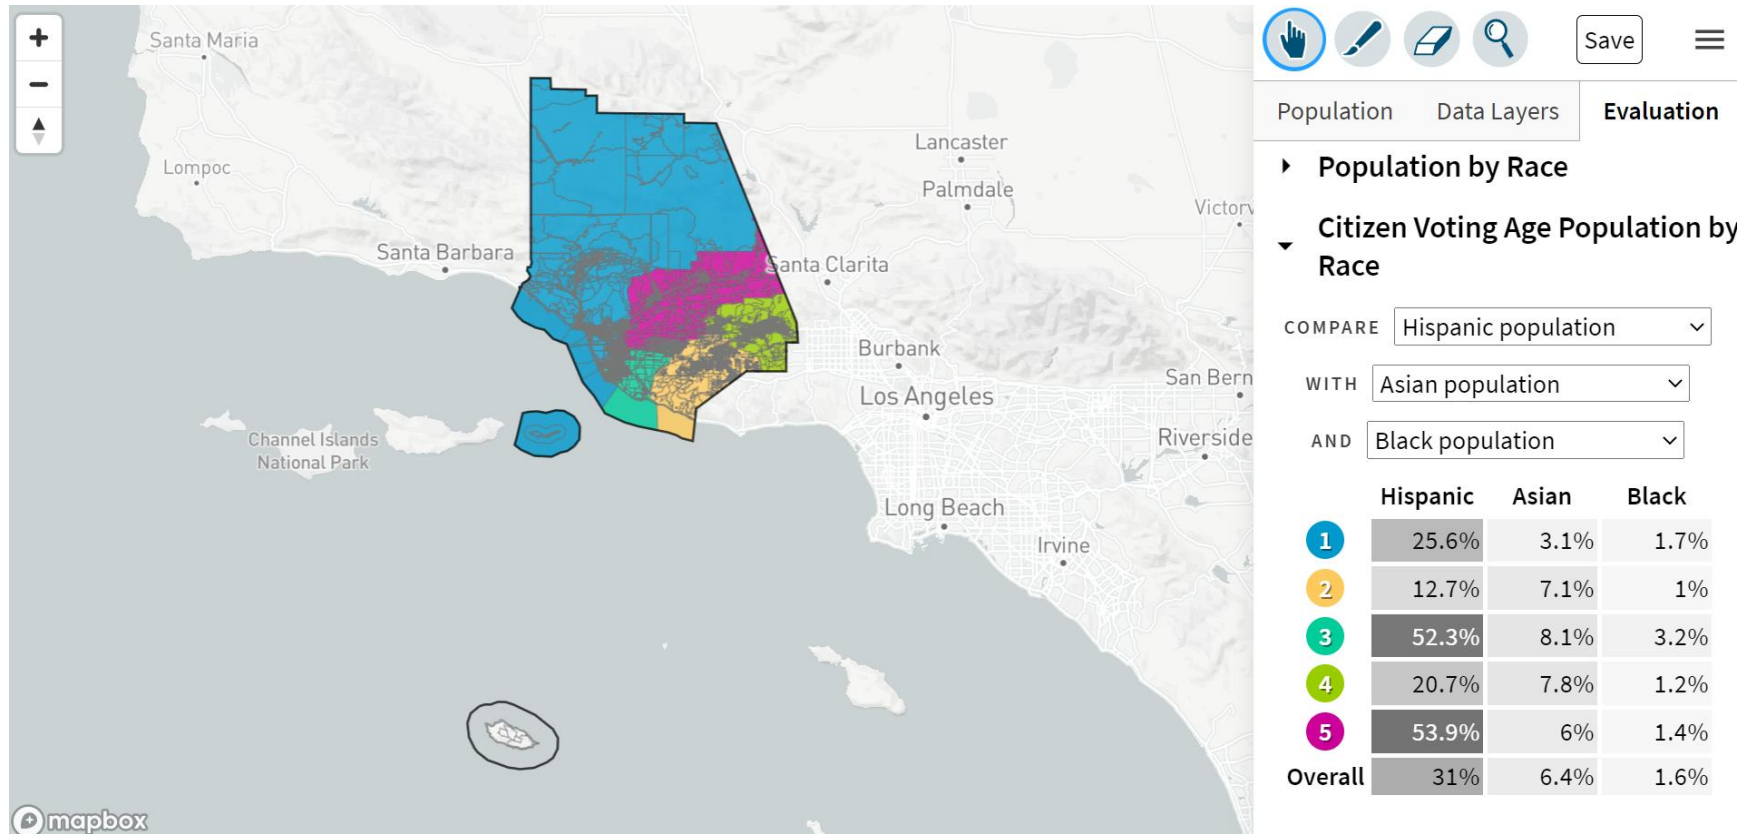 Santa Maria
Lompoc
Santa Barbara
Lancaster
Palmdale
Victorv
Santa Clarita
Burbank
Los Angeles
San Bern
Riverside
Channel Islands
National Park
Long Beach
Irvine
mapbox
Save
Population
Data Layers
Evaluation
Population by Race
Citizen Voting Age Population by
Race
COMPARE Hispanic population
WITH Asian population
AND Black population
Hispanic Asian Black
1 25.6% 3.1% 1.7%
2 12.7% 7.1% 1%
3 52.3% 8.1% 3.2%
4 20.7% 7.8% 1.2%
5 53.9% 6% 1.4%
Overall 31% 6.4% 1.6%